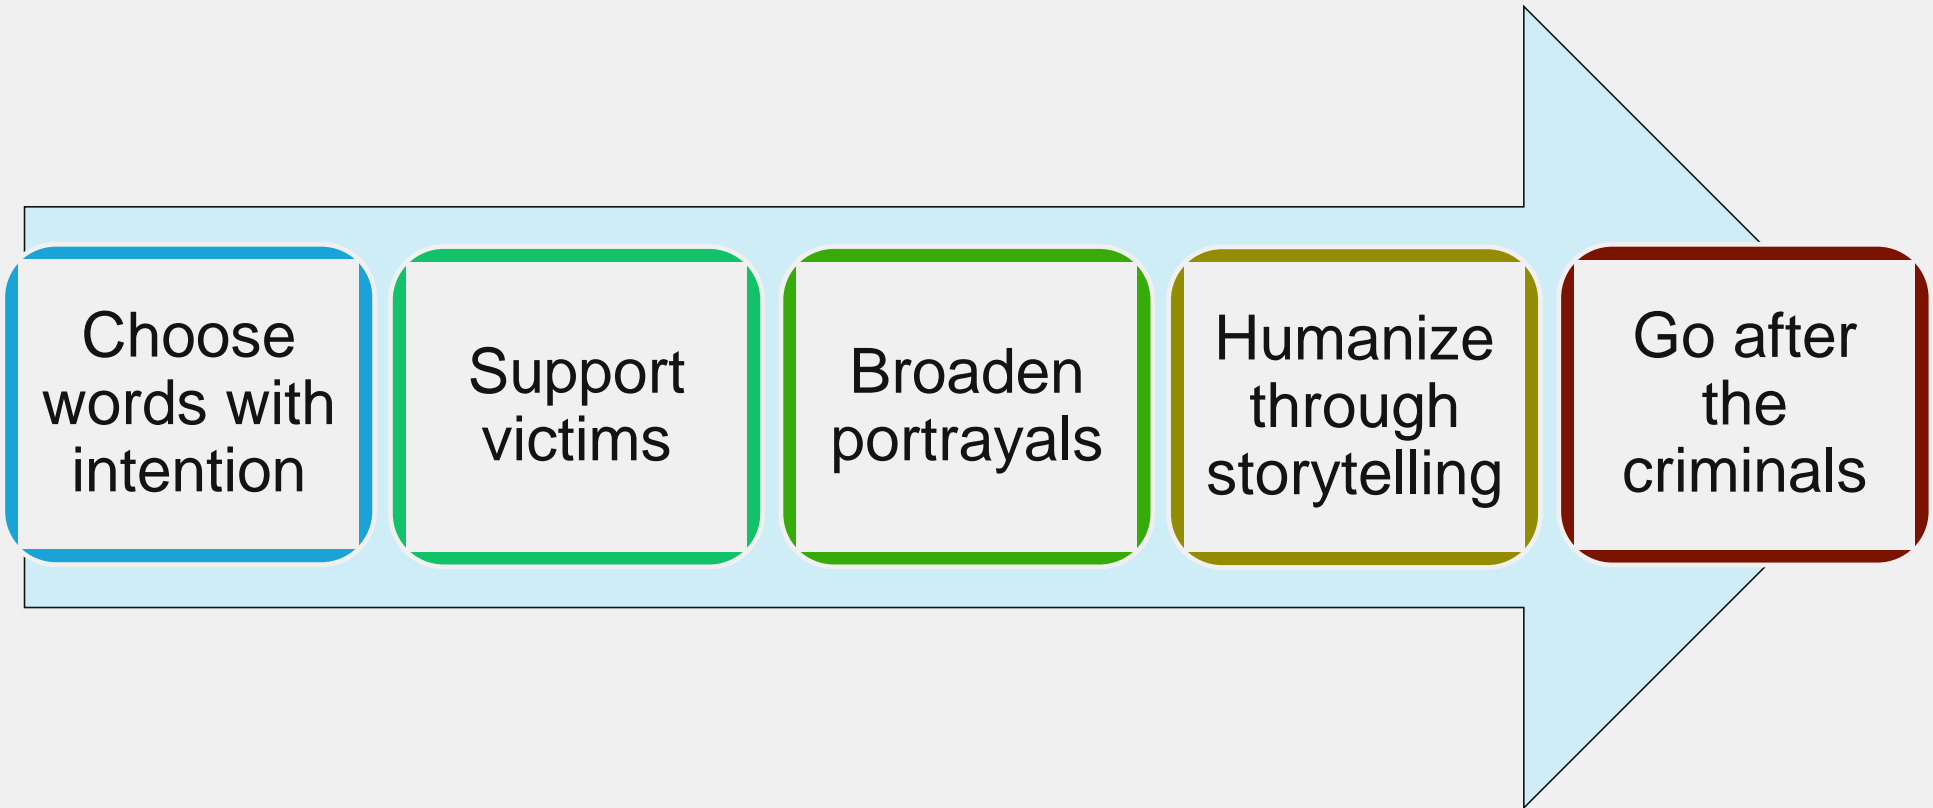 Choose
words with
intention
Support
victims
Broaden
portrayals
Humanize
through
storytelling
Go after
the
criminals